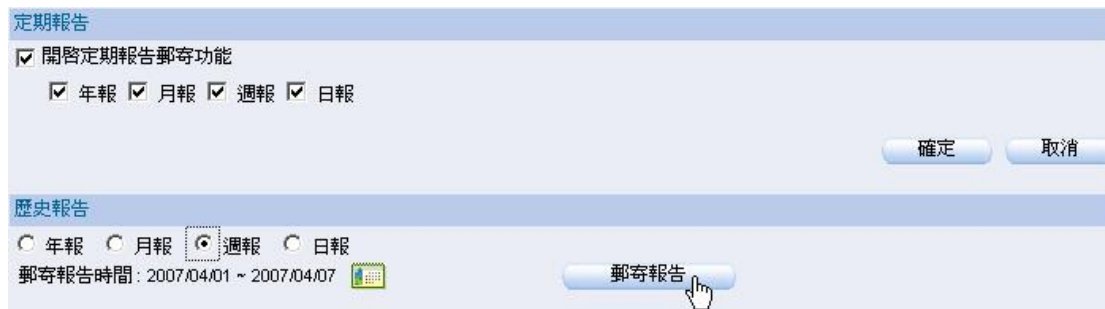 定期報告
開啓定期報告郵寄功能
年報 月報 週報 日報
確定 取消
歷史報告
年報 月報 週報 日報
郵寄報告時間 : 2007/04/01 ~ 2007/04/07 郵寄報告